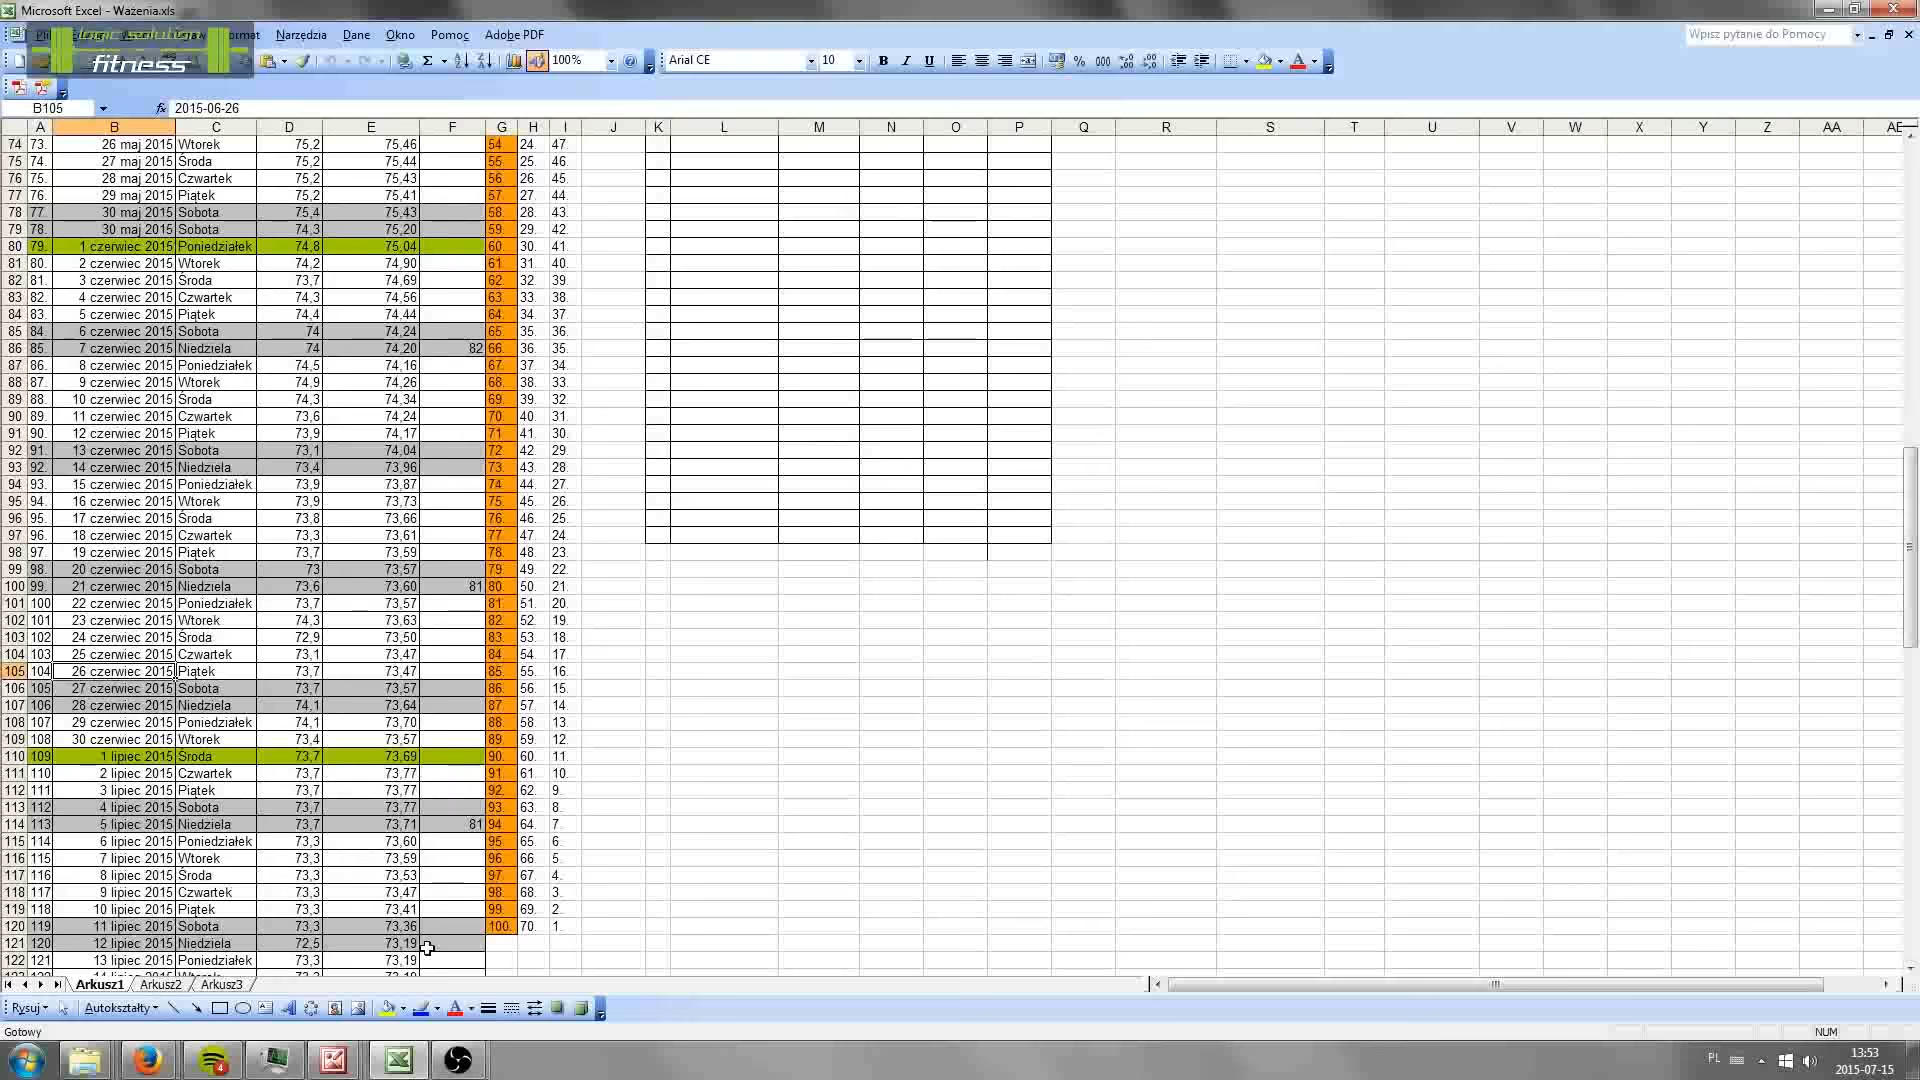 Microsoft Excel - Wazenia.xls
logic solution
fitness
Narzędzia Dane Okno Pomoc Adobe PDF
Wpisz pytanie do Pomocy
100% Arial CE 10
B105 fx 2015-06-26
A B C D E F G H I J K L M N O P Q R S T U V W X Y Z AA AE
74 73. 26 maj 2015 Wtorek 75,2 75,46 54. 24. 47.
75 74. 27 maj 2015 Środa 75,2 75,44 55. 25. 46.
76 75. 28 maj 2015 Czwartek 75,2 75,43 56. 26. 45.
77 76. 29 maj 2015 Piątek 75,2 75,41 57. 27. 44.
78 77. 30 maj 2015 Sobota 75,4 75,43 58. 28. 43.
79 78. 30 maj 2015 Sobota 74,3 75,20 59. 29. 42.
80 79. 1 czerwiec 2015 Poniedziałek 74,8 75,04 60. 30. 41.
81 80. 2 czerwiec 2015 Wtorek 74,2 74,90 61. 31. 40.
82 81. 3 czerwiec 2015 Środa 73,7 74,69 62. 32. 39.
83 82. 4 czerwiec 2015 Czwartek 74,3 74,56 63. 33. 38.
84 83. 5 czerwiec 2015 Piątek 74,4 74,44 64. 34. 37.
85 84. 6 czerwiec 2015 Sobota 74 74,24 65. 35. 36.
86 85. 7 czerwiec 2015 Niedziela 74 74,20 82 66. 36. 35.
87 86. 8 czerwiec 2015 Poniedziałek 74,5 74,16 67. 37. 34.
88 87. 9 czerwiec 2015 Wtorek 74,9 74,26 68. 38. 33.
89 88. 10 czerwiec 2015 Środa 74,3 74,34 69. 39. 32.
90 89. 11 czerwiec 2015 Czwartek 73,6 74,24 70. 40. 31.
91 90. 12 czerwiec 2015 Piątek 73,9 74,17 71. 41. 30.
92 91. 13 czerwiec 2015 Sobota 73,1 74,04 72. 42. 29.
93 92. 14 czerwiec 2015 Niedziela 73,4 73,96 73. 43. 28.
94 93. 15 czerwiec 2015 Poniedziałek 73,9 73,87 74. 44. 27.
95 94. 16 czerwiec 2015 Wtorek 73,9 73,73 75. 45. 26.
96 95. 17 czerwiec 2015 Środa 73,8 73,66 76. 46. 25.
97 96. 18 czerwiec 2015 Czwartek 73,3 73,61 77. 47. 24.
98 97. 19 czerwiec 2015 Piątek 73,7 73,59 78. 48. 23.
99 98. 20 czerwiec 2015 Sobota 73 73,57 79. 49. 22.
100 99. 21 czerwiec 2015 Niedziela 73,6 73,60 81 80. 50. 21.
101 100 22 czerwiec 2015 Poniedziałek 73,7 73,57 81. 51. 20.
102 101 23 czerwiec 2015 Wtorek 74,3 73,63 82. 52. 19.
103 102 24 czerwiec 2015 Środa 72,9 73,50 83. 53. 18.
104 103 25 czerwiec 2015 Czwartek 73,1 73,47 84. 54. 17.
105 104 26 czerwiec 2015 Piątek 73,7 73,47 85. 55. 16.
106 105 27 czerwiec 2015 Sobota 73,7 73,57 86. 56. 15.
107 106 28 czerwiec 2015 Niedziela 74,1 73,64 87. 57. 14.
108 107 29 czerwiec 2015 Poniedziałek 74,1 73,70 88. 58. 13.
109 108 30 czerwiec 2015 Wtorek 73,4 73,57 89. 59. 12.
110 109 1 lipiec 2015 Środa 73,7 73,69 90. 60. 11.
111 110 2 lipiec 2015 Czwartek 73,7 73,77 91. 61. 10.
112 111 3 lipiec 2015 Piątek 73,7 73,77 92. 62. 9.
113 112 4 lipiec 2015 Sobota 73,7 73,77 93. 63. 8.
114 113 5 lipiec 2015 Niedziela 73,7 73,71 81 94. 64. 7.
115 114 6 lipiec 2015 Poniedziałek 73,3 73,60 95. 65. 6.
116 115 7 lipiec 2015 Wtorek 73,3 73,59 96. 66. 5.
117 116 8 lipiec 2015 Środa 73,3 73,53 97. 67. 4.
118 117 9 lipiec 2015 Czwartek 73,3 73,47 98. 68. 3.
119 118 10 lipiec 2015 Piątek 73,3 73,41 99. 69. 2.
120 119 11 lipiec 2015 Sobota 73,3 73,36 100. 70. 1.
121 120 12 lipiec 2015 Niedziela 72,5 73,19
122 121 13 lipiec 2015 Poniedziałek 73,3 73,19
Arkusz1 Arkusz2 Arkusz3
Rysuj Autokształty
Gotowy NUM
4
PL 13:53
2015-07-15